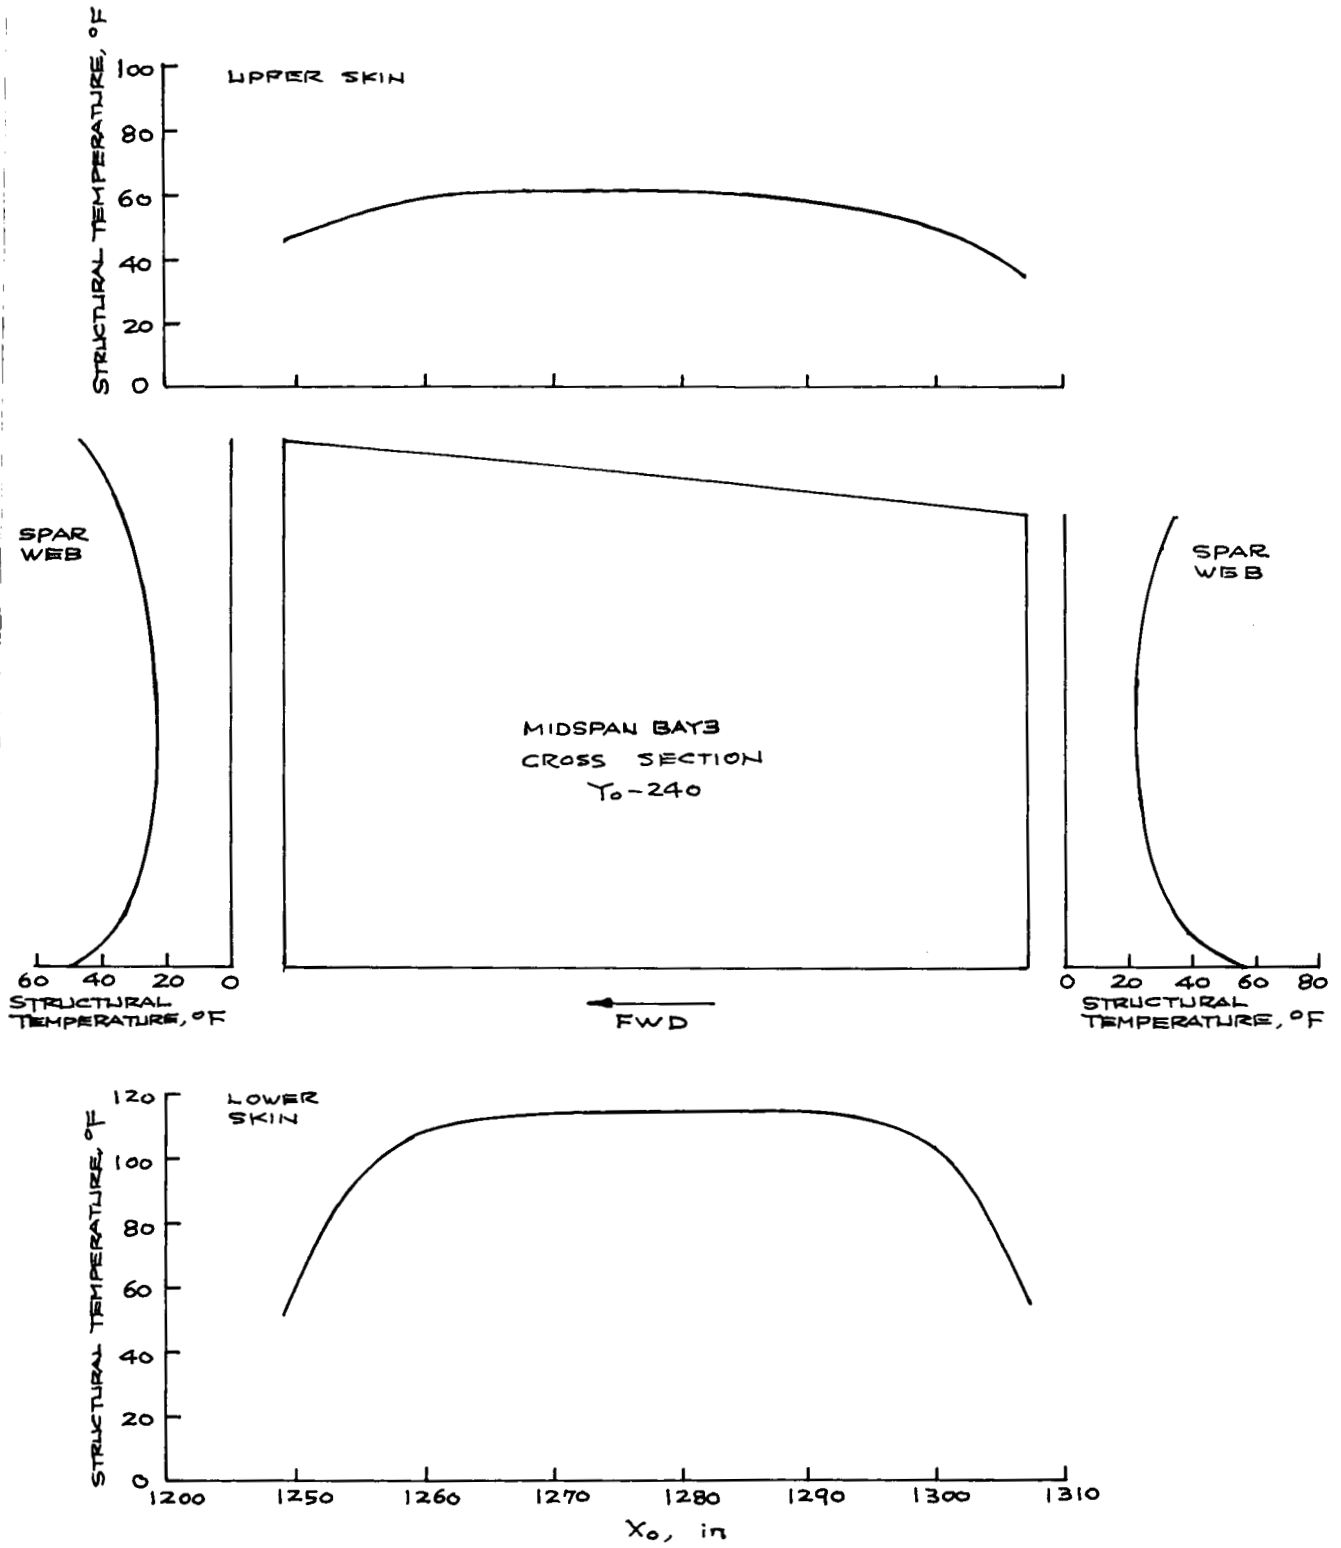 STRUCTURAL TEMPERATURE, °F
100
80
60
40
20
0
UPPER SKIN
SPAR
WEB
SPAR
WEB
MIDSPAN BAY3
CROSS SECTION
Yo-240
60 40 20 0
STRUCTURAL
TEMPERATURE, °F
FWD
0 20 40 60 80
STRUCTURAL
TEMPERATURE, °F
STRUCTURAL TEMPERATURE, °F
120
100
80
60
40
20
0
LOWER
SKIN
1200 1250 1260 1270 1280 1290 1300 1310
Xo, in